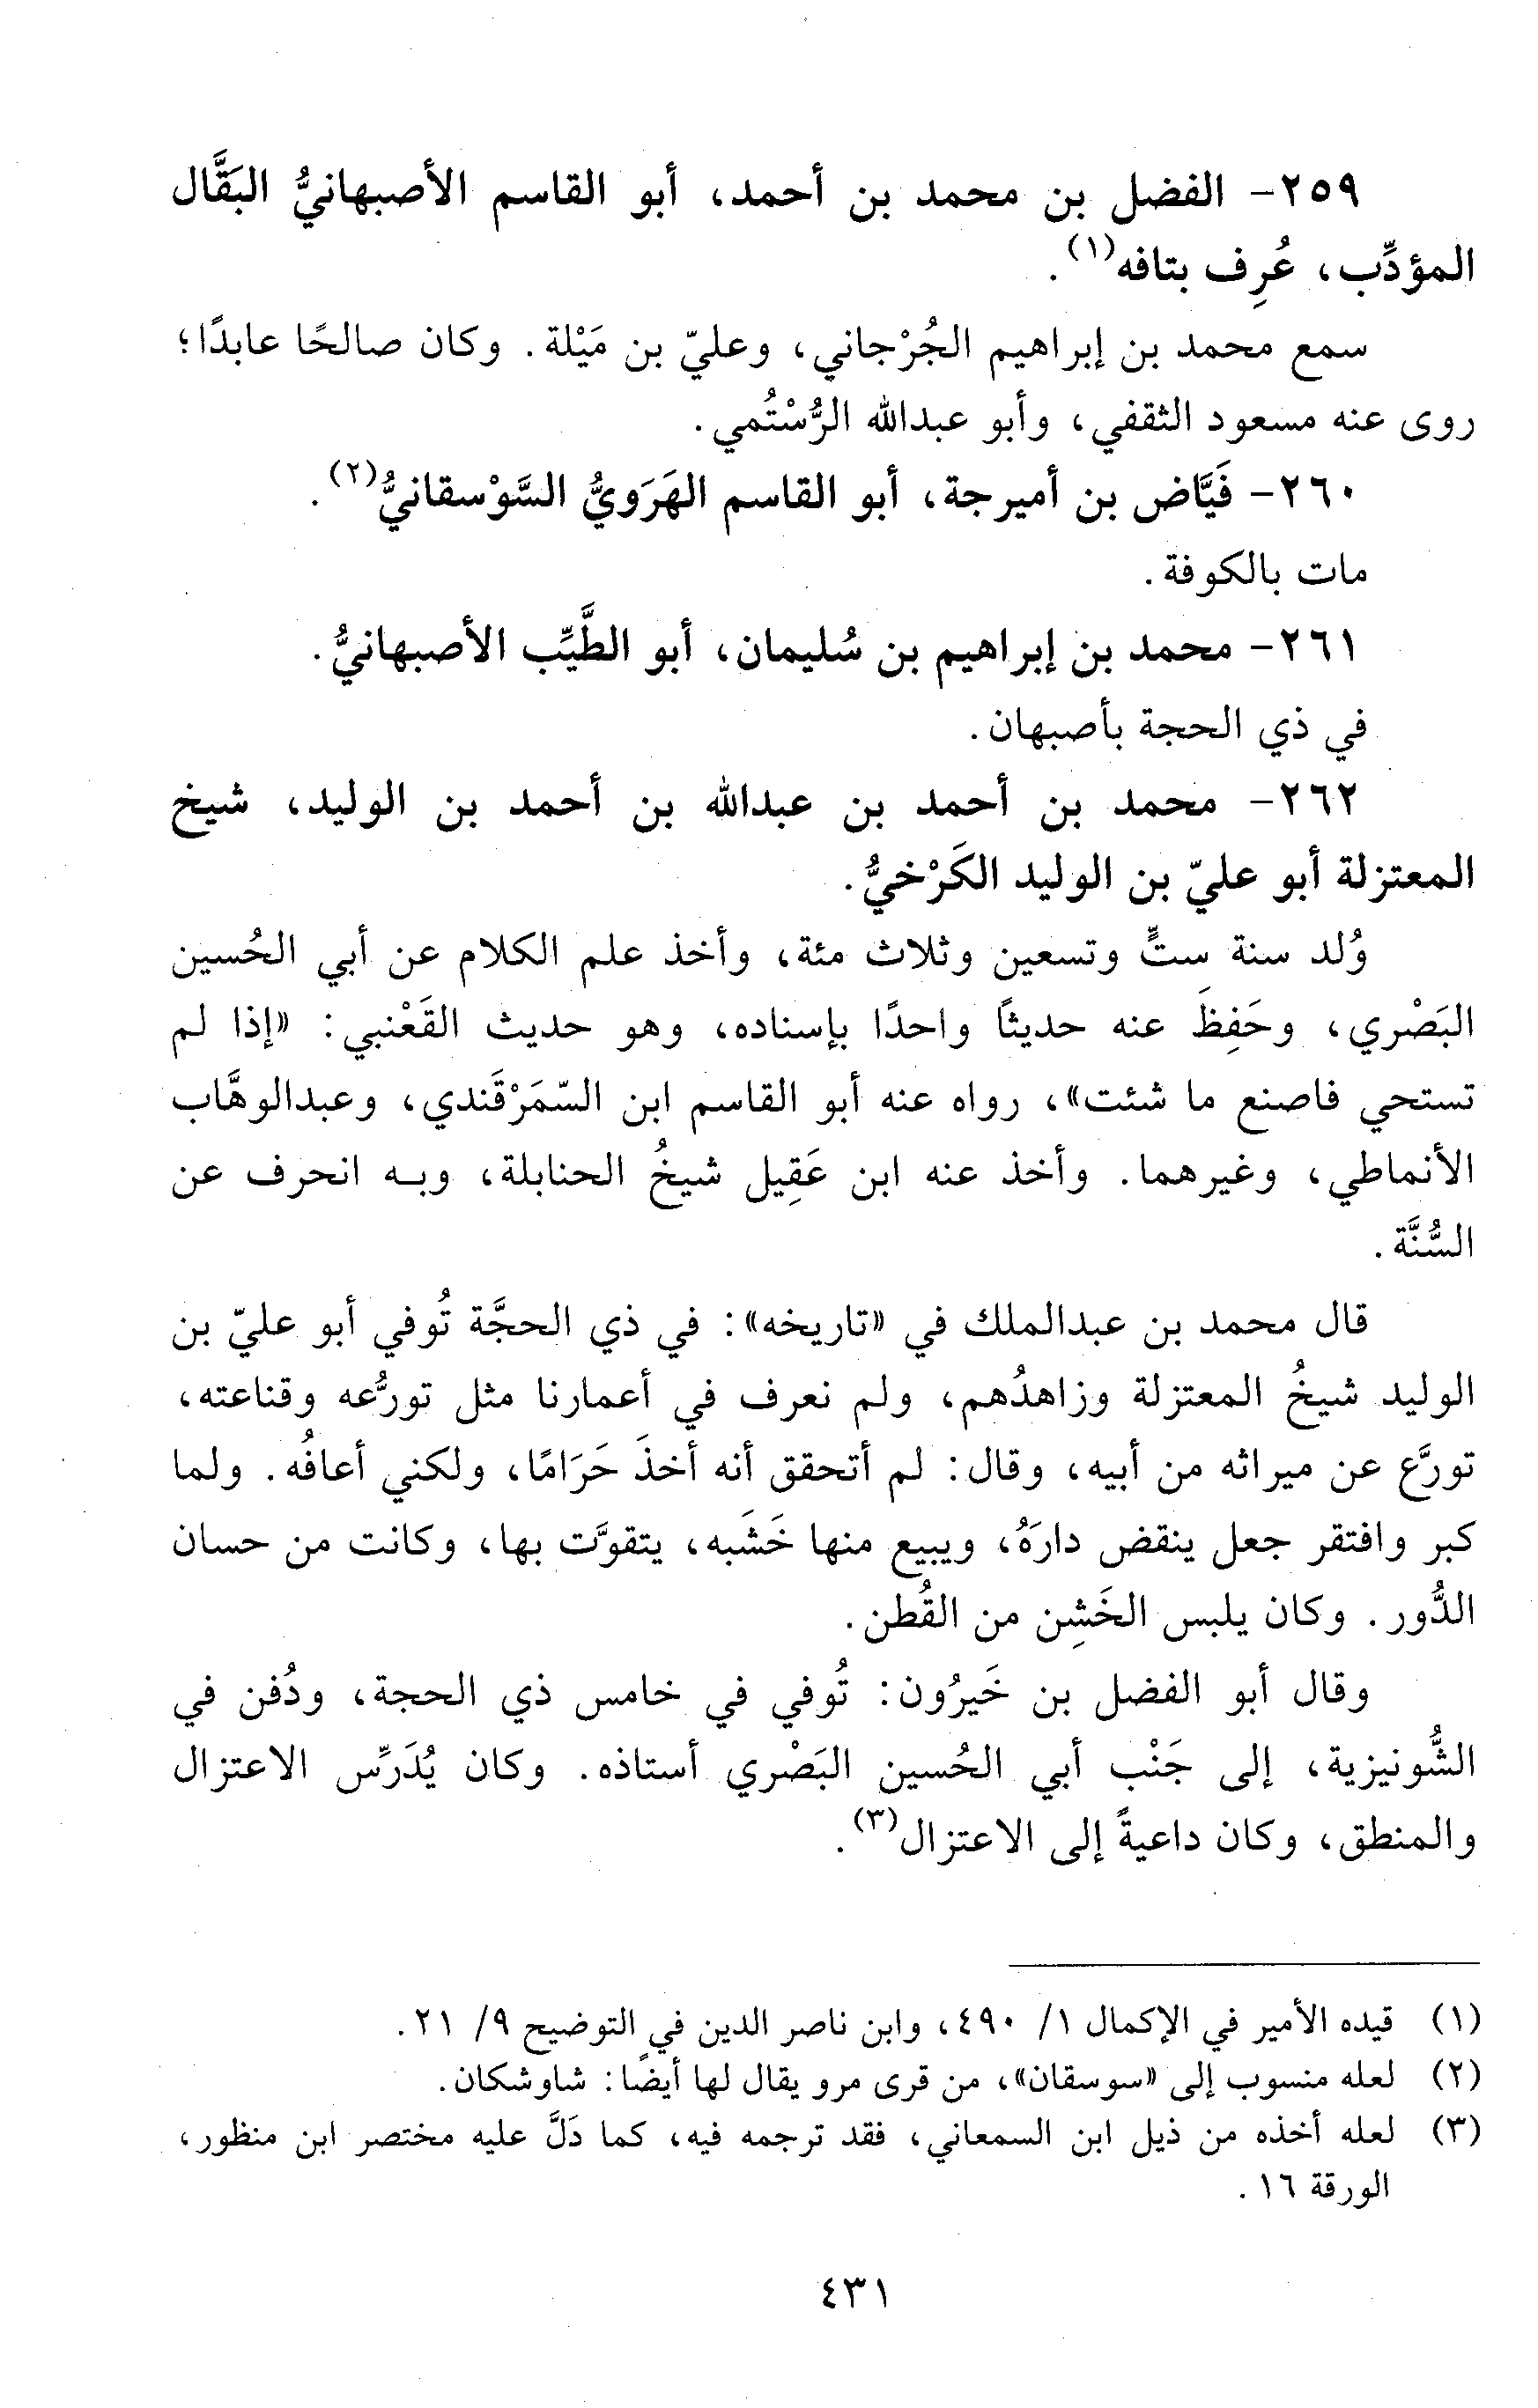 ٢٥٩- الفضل بن محمد بن أحمد، أبو القاسم الأصبهانيُّ البَقَّال
المؤدِّب، عُرِف بتافه(١).
سمع محمد بن إبراهيم الجُرْجاني، وعليّ بن مَيْلة. وكان صالحًا عابدًا؛
روى عنه مسعود الثقفي، وأبو عبدالله الرُّسْتُمي.
٢٦٠- فَيَّاض بن أميرجة، أبو القاسم الهَرَويُّ السَّوْسقانيُّ(٢).
مات بالكوفة.
٢٦١- محمد بن إبراهيم بن سُليمان، أبو الطَّيِّب الأصبهانيُّ.
في ذي الحجة بأصبهان.
٢٦٢- محمد بن أحمد بن عبدالله بن أحمد بن الوليد، شيخ
المعتزلة أبو عليّ بن الوليد الكَرْخيُّ.
وُلد سنة ستٍّ وتسعين وثلاث مئة، وأخذ علم الكلام عن أبي الحُسين
البَصْري، وحَفِظَ عنه حديثًا واحدًا بإسناده، وهو حديث القَعْنبي: «إذا لم
تستحي فاصنع ما شئت»، رواه عنه أبو القاسم ابن السّمَرْقَندي، وعبدالوهَّاب
الأنماطي، وغيرهما. وأخذ عنه ابن عَقِيل شيخُ الحنابلة، وبـه انحرف عن
السُّنَّة.
قال محمد بن عبدالملك في «تاريخه»: في ذي الحجَّة تُوفي أبو عليّ بن
الوليد شيخُ المعتزلة وزاهدُهم، ولم نعرف في أعمارنا مثل تورُّعه وقناعته،
تورَّع عن ميراثه من أبيه، وقال: لم أتحقق أنه أخذَ حَرَامًا، ولكني أعافُه. ولما
كبر وافتقر جعل ينقض دارَهُ، ويبيع منها خَشَبه، يتقوَّت بها، وكانت من حسان
الدُّور. وكان يلبس الخَشِن من القُطن.
وقال أبو الفضل بن خَيرُون: تُوفي في خامس ذي الحجة، ودُفن في
الشُّونيزية، إلى جَنْب أبي الحُسين البَصْري أستاذه. وكان يُدَرِّس الاعتزال
والمنطق، وكان داعيةً إلى الاعتزال(٣).
(١) قيده الأمير في الإكمال ١/ ٤٩٠، وابن ناصر الدين في التوضيح ٩/ ٢١.
(٢) لعله منسوب إلى «سوسقان»، من قرى مرو يقال لها أيضًا: شاوشكان.
(٣) لعله أخذه من ذيل ابن السمعاني، فقد ترجمه فيه، كما دَلَّ عليه مختصر ابن منظور،
الورقة ١٦.
٤٣١